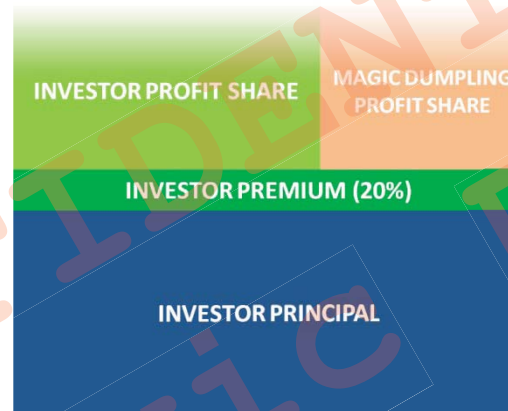 INVESTOR PROFIT SHARE
MAGIC DUMPLING
PROFIT SHARE
INVESTOR PREMIUM (20%)
INVESTOR PRINCIPAL